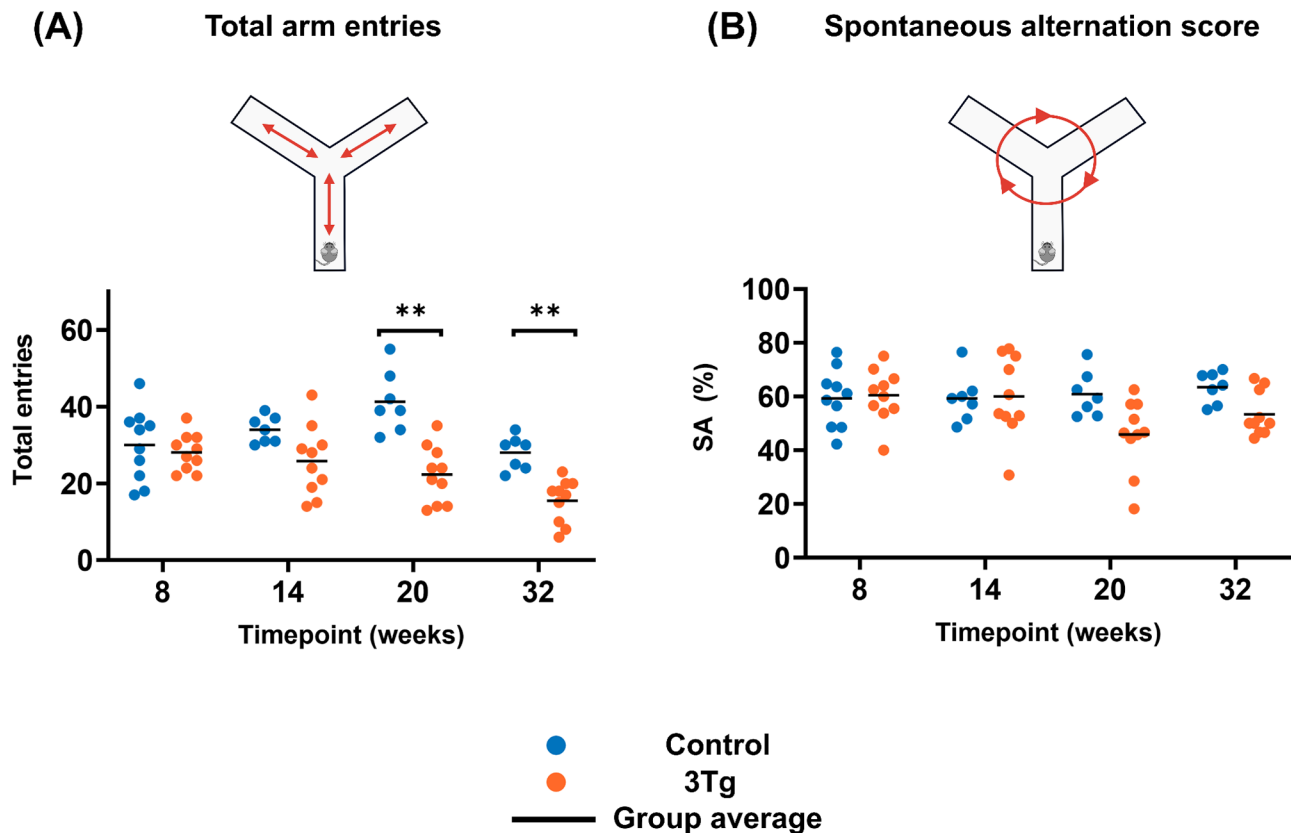 (A) Total arm entries
(B) Spontaneous alternation score
Total entries
60
40
20
0
**
**
8 14 20 32
Timepoint (weeks)
SA (%)
100
80
60
40
20
0
8 14 20 32
Timepoint (weeks)
Control
3Tg
Group average